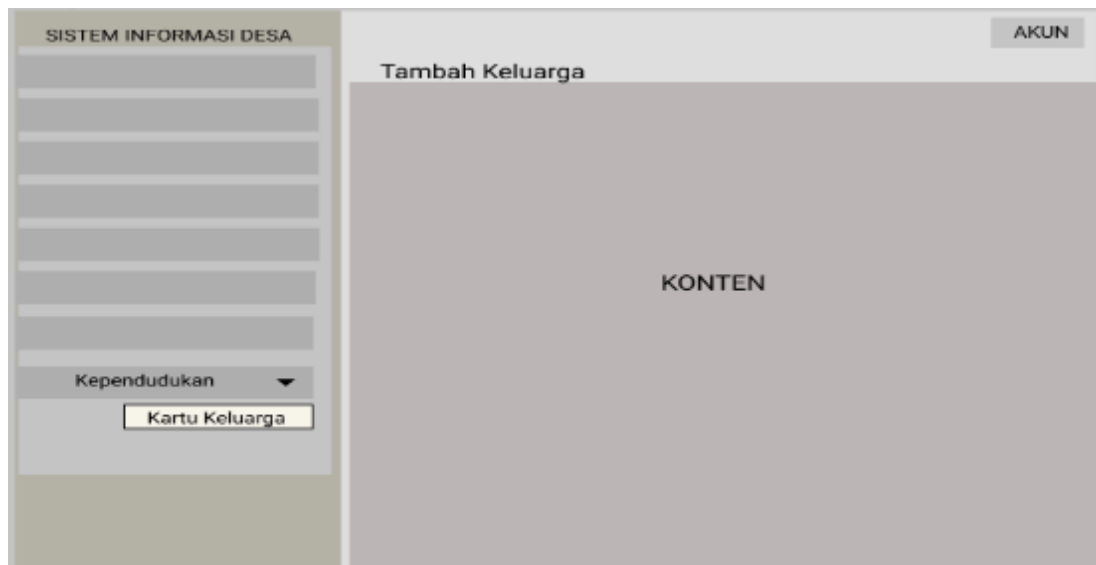 SISTEM INFORMASI DESA
AKUN
Tambah Keluarga
KONTEN
Kependudukan
Kartu Keluarga